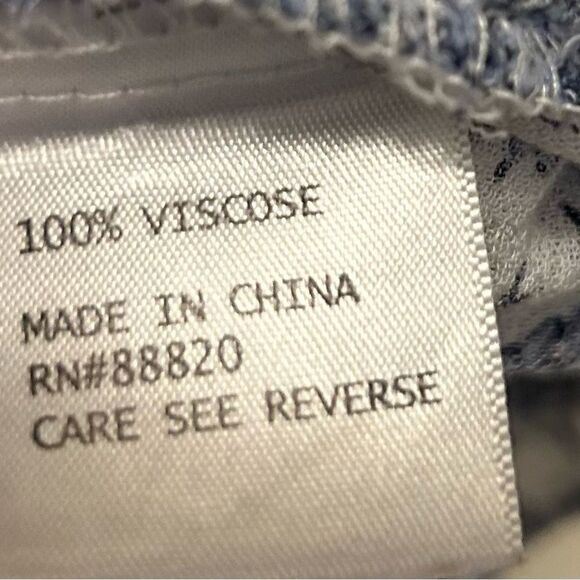 100% VISCOSE
MADE IN CHINA
RN#88820
CARE SEE REVERSE